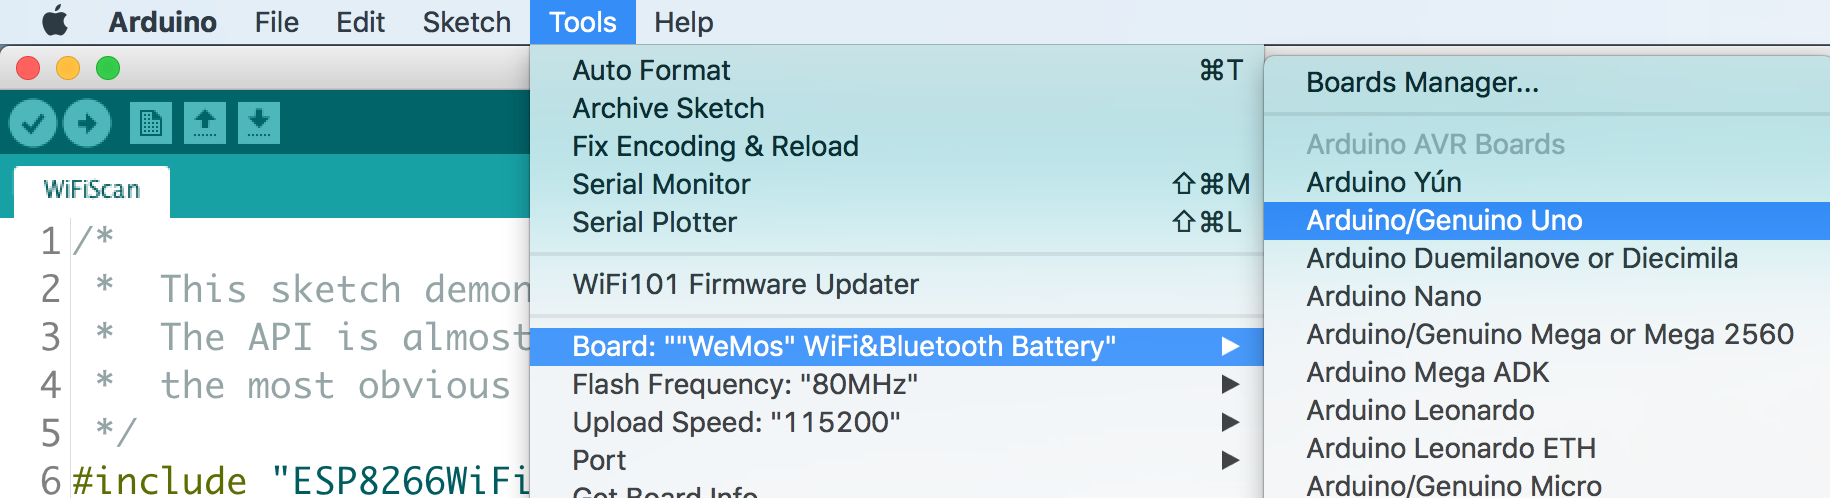 Arduino File Edit Sketch Tools Help
Auto Format ⌘T
Archive Sketch
Fix Encoding & Reload
Serial Monitor ⇧⌘M
Serial Plotter ⇧⌘L
WiFi101 Firmware Updater
Board: ""WeMos" WiFi&Bluetooth Battery"
Flash Frequency: "80MHz"
Upload Speed: "115200"
Port
Get Board Info
Boards Manager...
Arduino AVR Boards
Arduino Yún
Arduino/Genuino Uno
Arduino Duemilanove or Diecimila
Arduino Nano
Arduino/Genuino Mega or Mega 2560
Arduino Mega ADK
Arduino Leonardo
Arduino Leonardo ETH
Arduino/Genuino Micro
WiFiScan
1 /*
2 * This sketch demon
3 * The API is almost
4 * the most obvious
5 */
6 #include "ESP8266WiFi